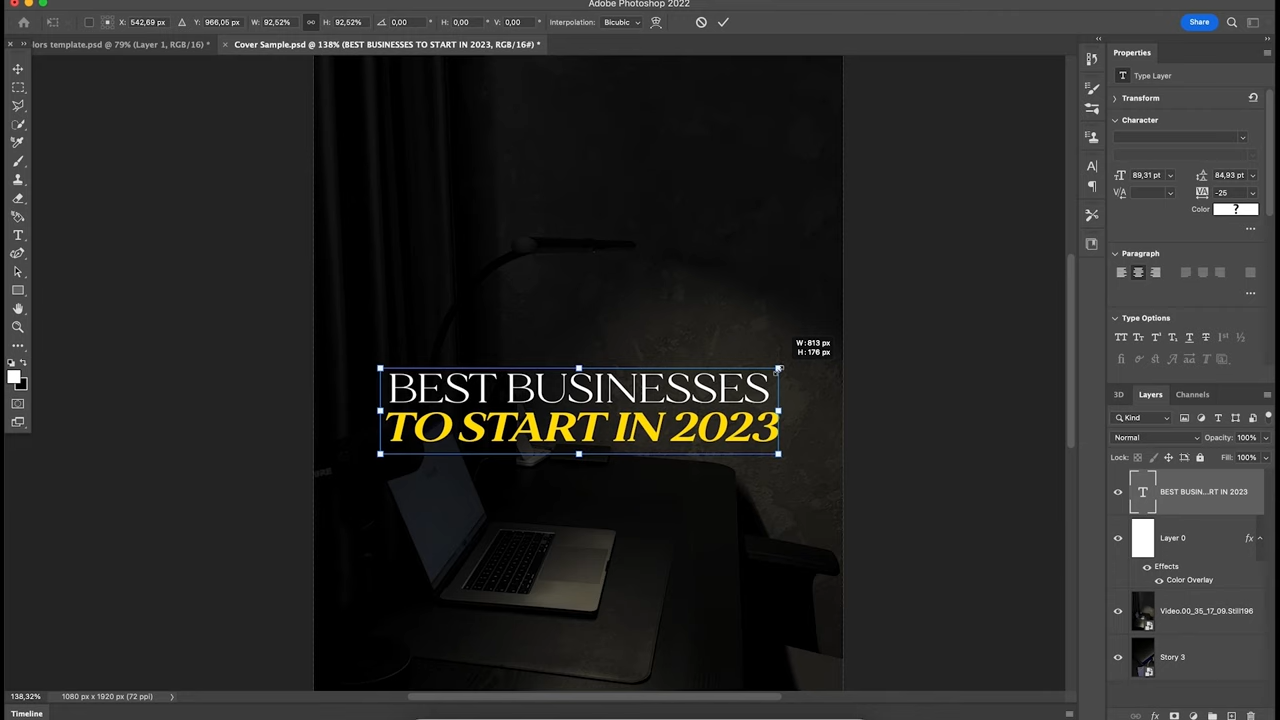 Adobe Photoshop 2022
X: 542,69 px Y: 966,05 px W: 92,52% H: 92,52% 0,00 ° H: 0,00 ° V: 0,00 ° Interpolation: Bicubic
Share
lors template.psd @ 79% (Layer 1, RGB/16) *
× Cover Sample.psd @ 138% (BEST BUSINESSES TO START IN 2023, RGB/16#) *
Properties
T Type Layer
Transform
Character
89,31 pt 84,93 pt
VA -25
Color ?
Paragraph
Type Options
W: 813 px
H: 176 px
BEST BUSINESSES
TO START IN 2023
3D Layers Channels
Kind
Normal Opacity: 100%
Lock: Fill: 100%
T BEST BUSIN...RT IN 2023
Layer 0 fx
Effects
Color Overlay
Video.00_35_17_09.Still196
Story 3
138,32% 1080 px x 1920 px (72 ppi)
Timeline
fx